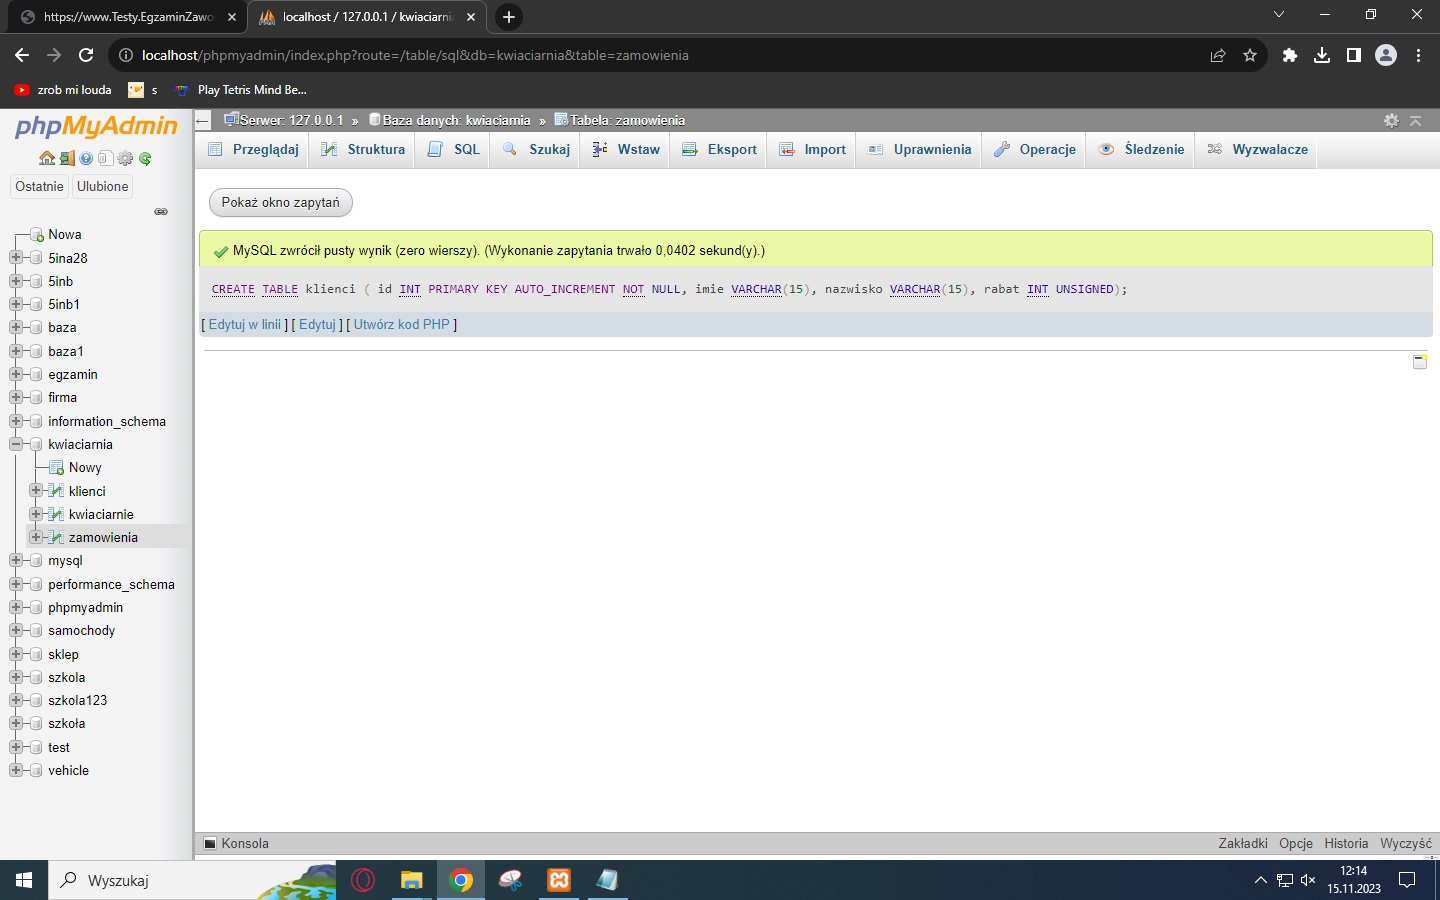 https://www.Testy.EgzaminZawo
localhost / 127.0.0.1 / kwiaciarnia
localhost/phpmyadmin/index.php?route=/table/sql&db=kwiaciarnia&table=zamowienia
zrob mi louda
s
Play Tetris Mind Be...
phpMyAdmin
Ostatnie
Ulubione
Nowa
5ina28
5inb
5inb1
baza
baza1
egzamin
firma
information_schema
kwiaciarnia
Nowy
klienci
kwiaciarnie
zamowienia
mysql
performance_schema
phpmyadmin
samochody
sklep
szkola
szkola123
szkoła
test
vehicle
Serwer: 127.0.0.1 » Baza danych: kwiaciarnia » Tabela: zamowienia
Przeglądaj Struktura SQL Szukaj Wstaw Eksport Import Uprawnienia Operacje Śledzenie Wyzwalacze
Pokaż okno zapytań
MySQL zwrócił pusty wynik (zero wierszy). (Wykonanie zapytania trwało 0,0402 sekund(y).)
CREATE TABLE klienci ( id INT PRIMARY KEY AUTO_INCREMENT NOT NULL, imie VARCHAR(15), nazwisko VARCHAR(15), rabat INT UNSIGNED);
[ Edytuj w linii ] [ Edytuj ] [ Utwórz kod PHP ]
Konsola
Zakładki Opcje Historia Wyczyść
Wyszukaj
12:14
15.11.2023